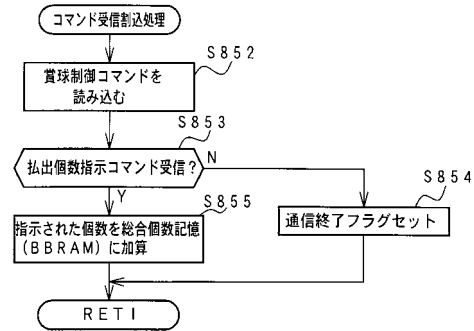 コマンド受信割込処理
S852
賞球制御コマンドを
読み込む
S853
払出個数指示コマンド受信?
N
Y
S854
S855
通信終了フラグセット
指示された個数を総合個数記憶
(BBRAM)に加算
RETI